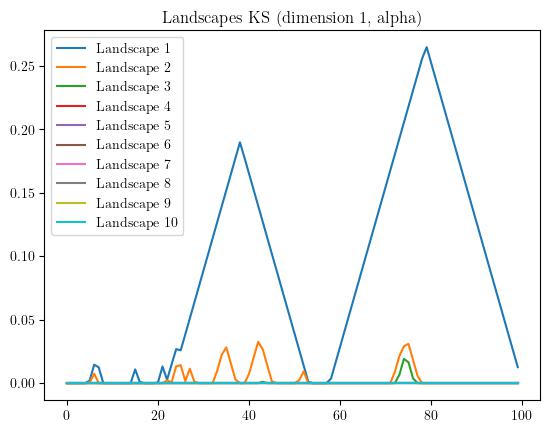 Landscapes KS (dimension 1, alpha)
Landscape 1
Landscape 2
Landscape 3
Landscape 4
Landscape 5
Landscape 6
Landscape 7
Landscape 8
Landscape 9
Landscape 10
0.25
0.20
0.15
0.10
0.05
0.00
0 20 40 60 80 100